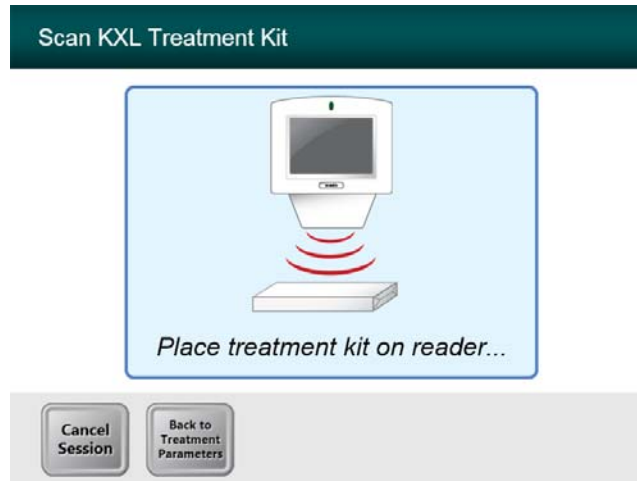 Scan KXL Treatment Kit
Place treatment kit on reader...
Cancel
Session
Back to
Treatment
Parameters